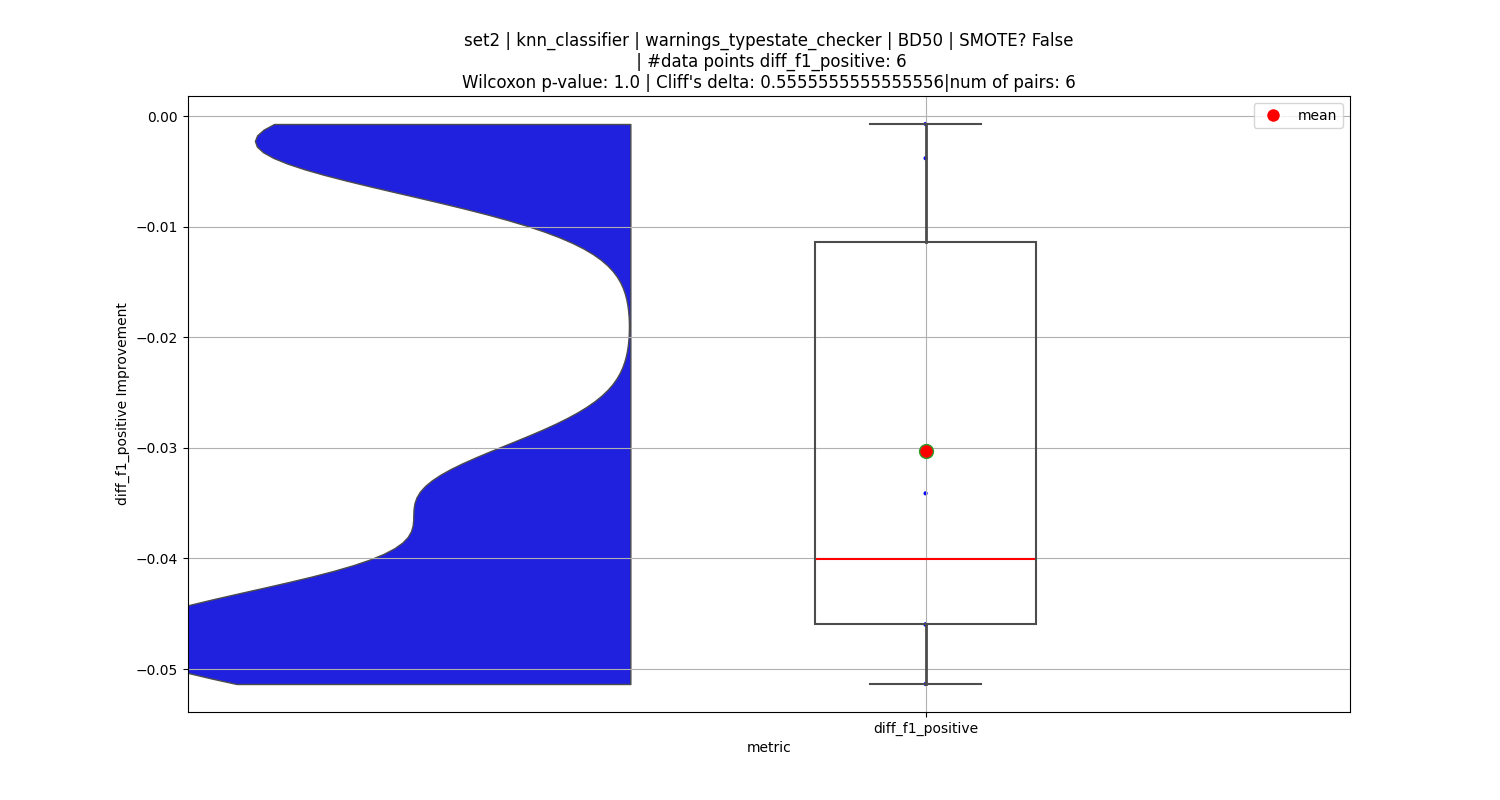 set2 | knn_classifier | warnings_typestate_checker | BD50 | SMOTE? False
| #data points diff_f1_positive: 6
Wilcoxon p-value: 1.0 | Cliff's delta: 0.5555555555555556|num of pairs: 6
mean
0.00
−0.01
−0.02
−0.03
−0.04
−0.05
diff_f1_positive Improvement
diff_f1_positive
metric